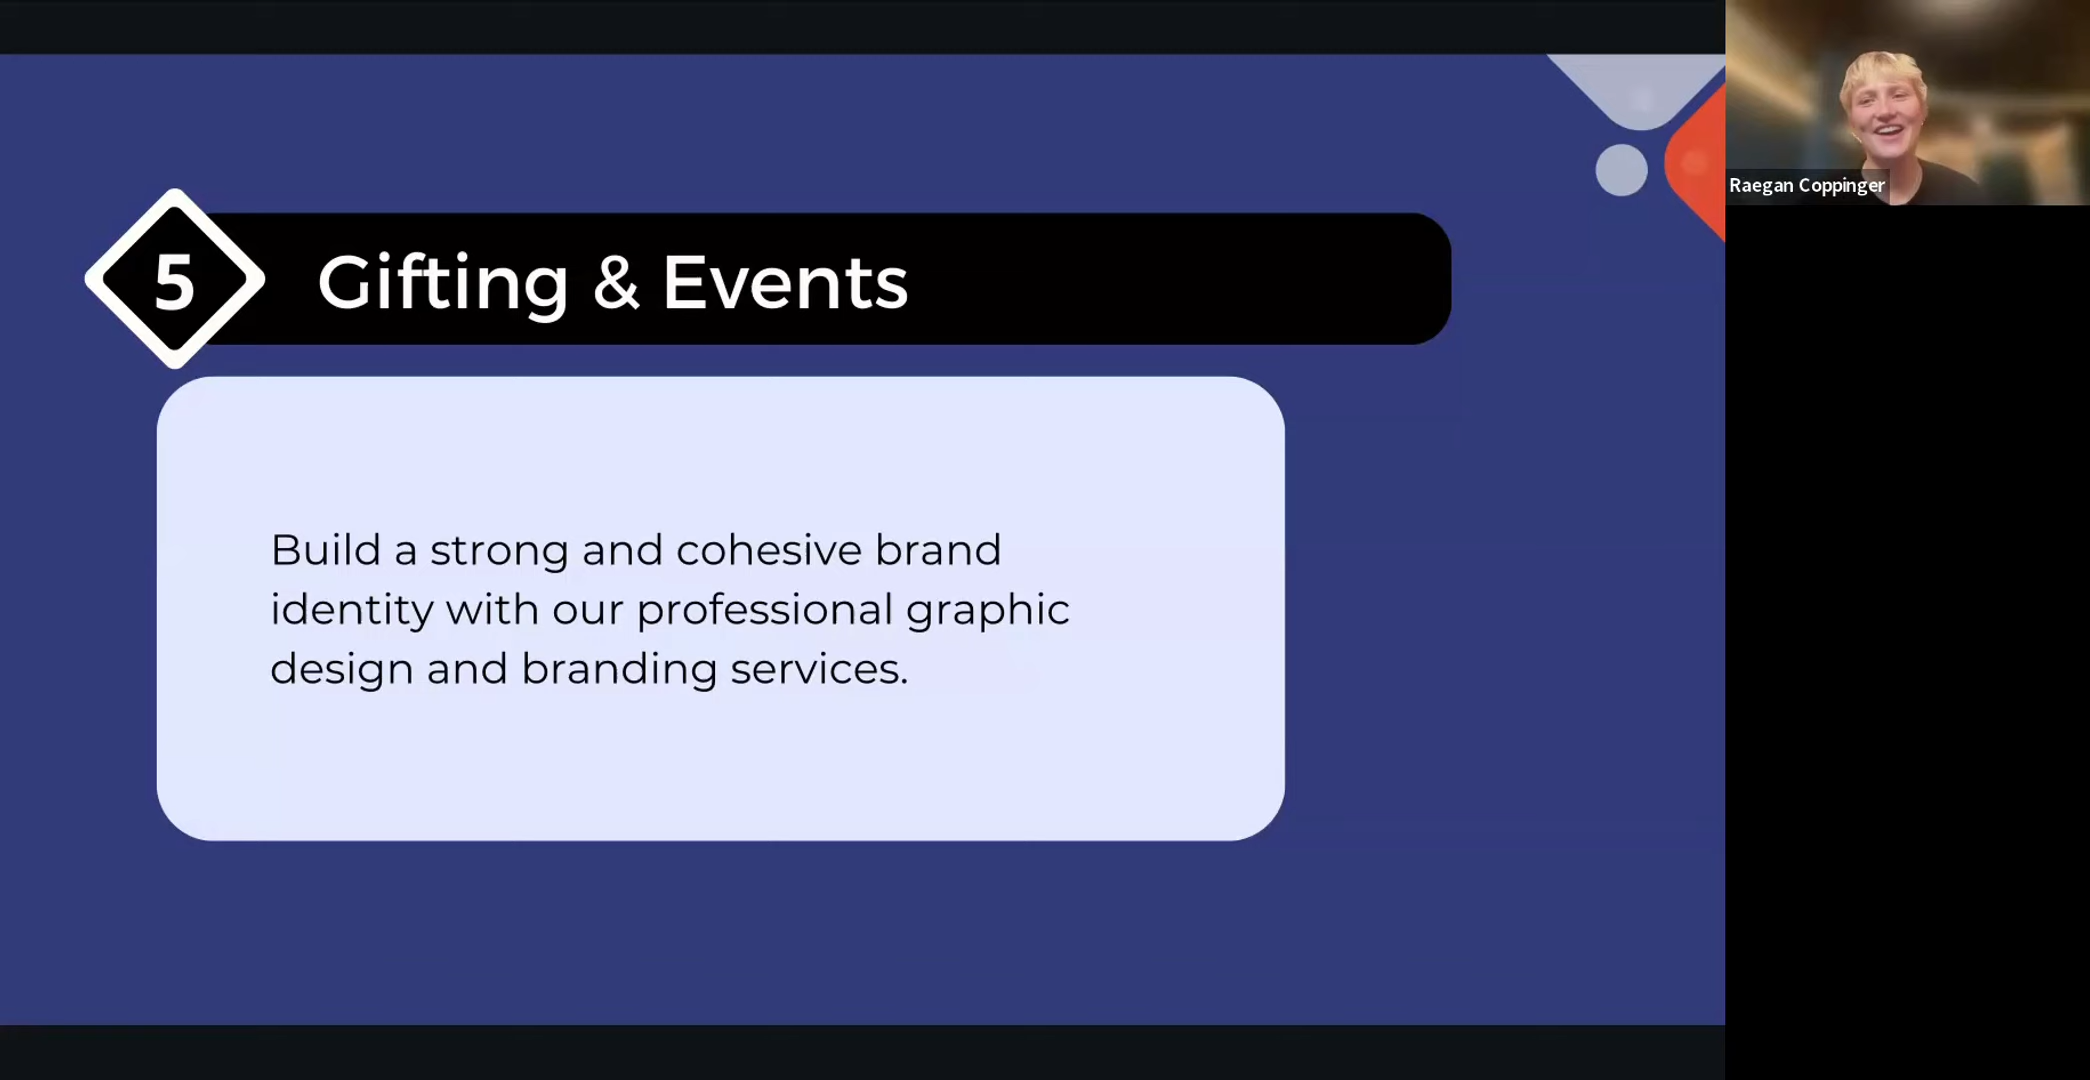 5
Gifting & Events
Build a strong and cohesive brand
identity with our professional graphic
design and branding services.
Raegan Coppinger